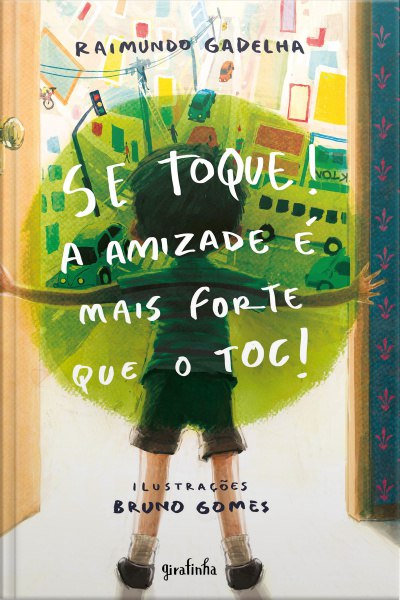 RAIMUNDO GADELHA
SE TOQUE!
A AMIZADE É
MAIS FORTE
QUE O TOC!
ILUSTRAÇÕES
BRUNO GOMES
girafinha